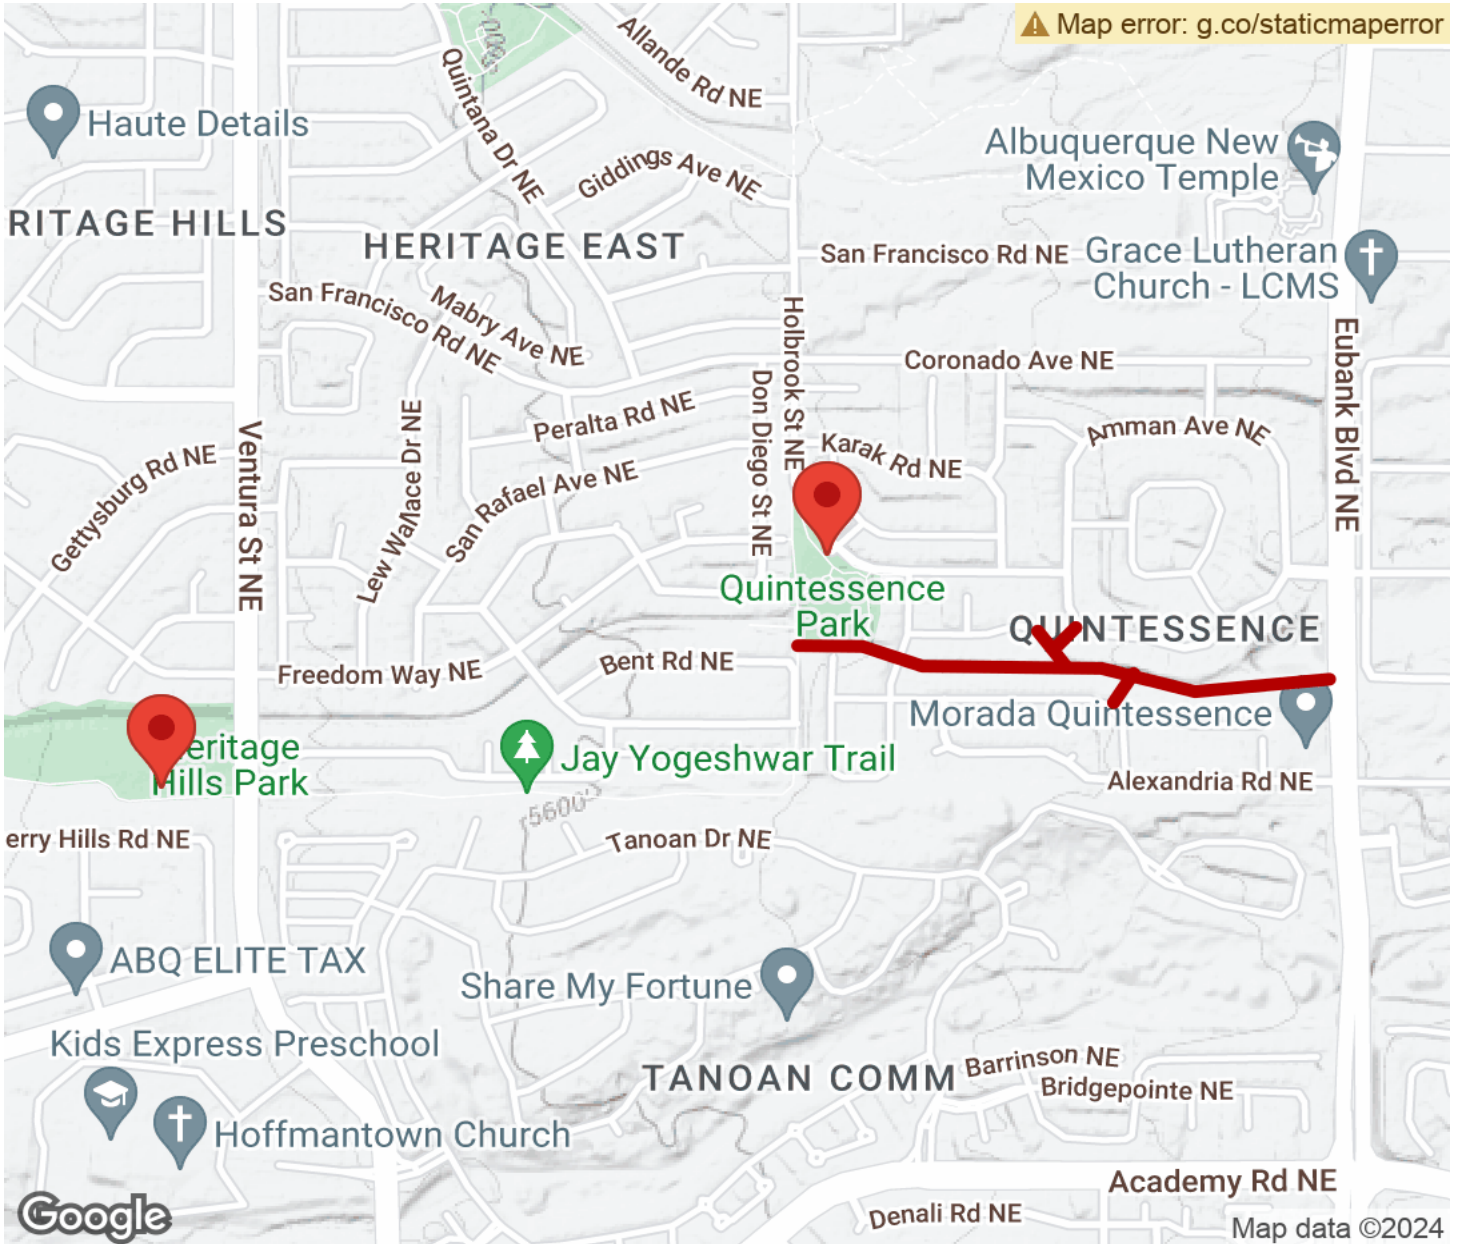 Map error: g.co/staticmaperror
Allande Rd NE
Quintana Dr NE
Haute Details
Giddings Ave NE
Albuquerque New
Mexico Temple
RITAGE HILLS
HERITAGE EAST
San Francisco Rd NE
Grace Lutheran
Church - LCMS
San Francisco Rd NE
Mabry Ave NE
Holbrook St NE
Eubank Blvd NE
Coronado Ave NE
Don Diego St NE
Peralta Rd NE
Lew Wallace Dr NE
Ventura St NE
Gettysburg Rd NE
San Rafael Ave NE
Karak Rd NE
Amman Ave NE
Quintessence
Park
QUINTESSENCE
Freedom Way NE
Bent Rd NE
Morada Quintessence
eritage
Hills Park
Jay Yogeshwar Trail
Alexandria Rd NE
5600'
erry Hills Rd NE
Tanoan Dr NE
ABQ ELITE TAX
Share My Fortune
Kids Express Preschool
TANOAN COMM
Barrinson NE
Bridgepointe NE
Hoffmantown Church
Academy Rd NE
Denali Rd NE
Google
Map data ©2024